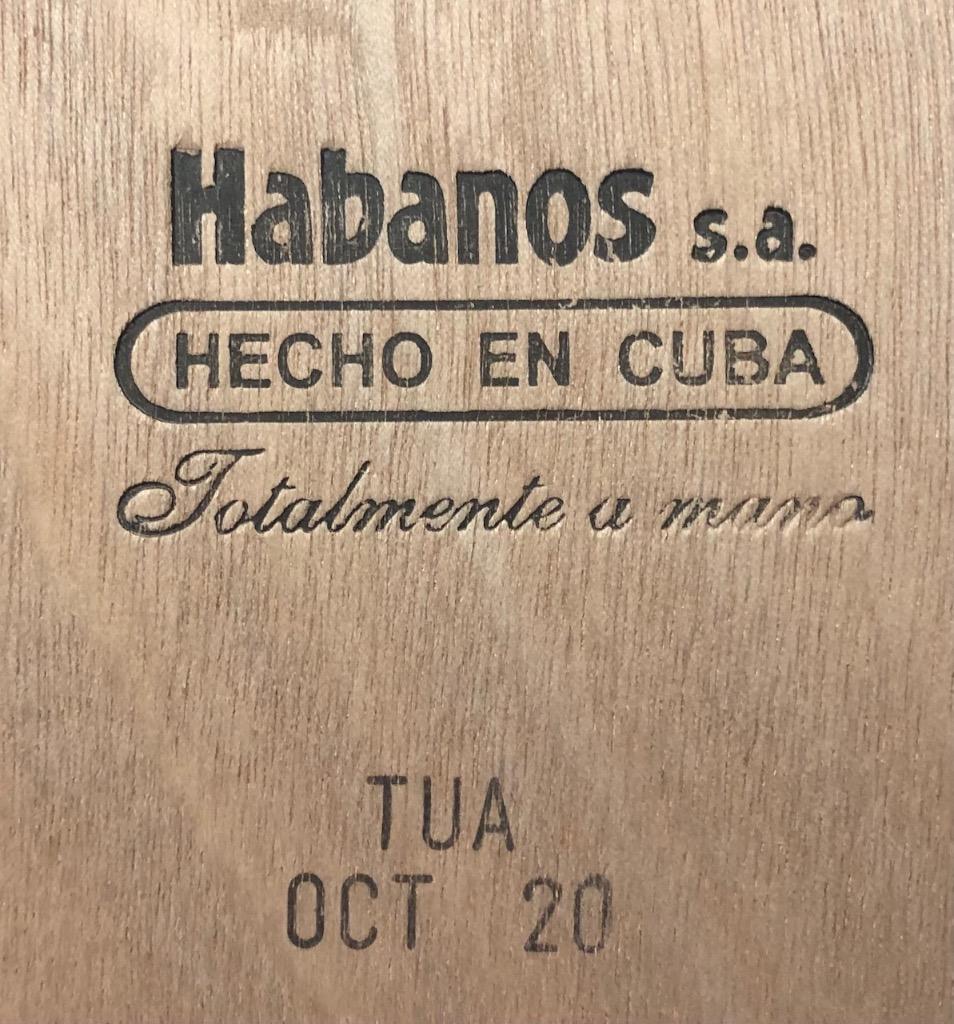 Habanos s.a.
HECHO EN CUBA
Totalmente a mano
TUA
OCT 20